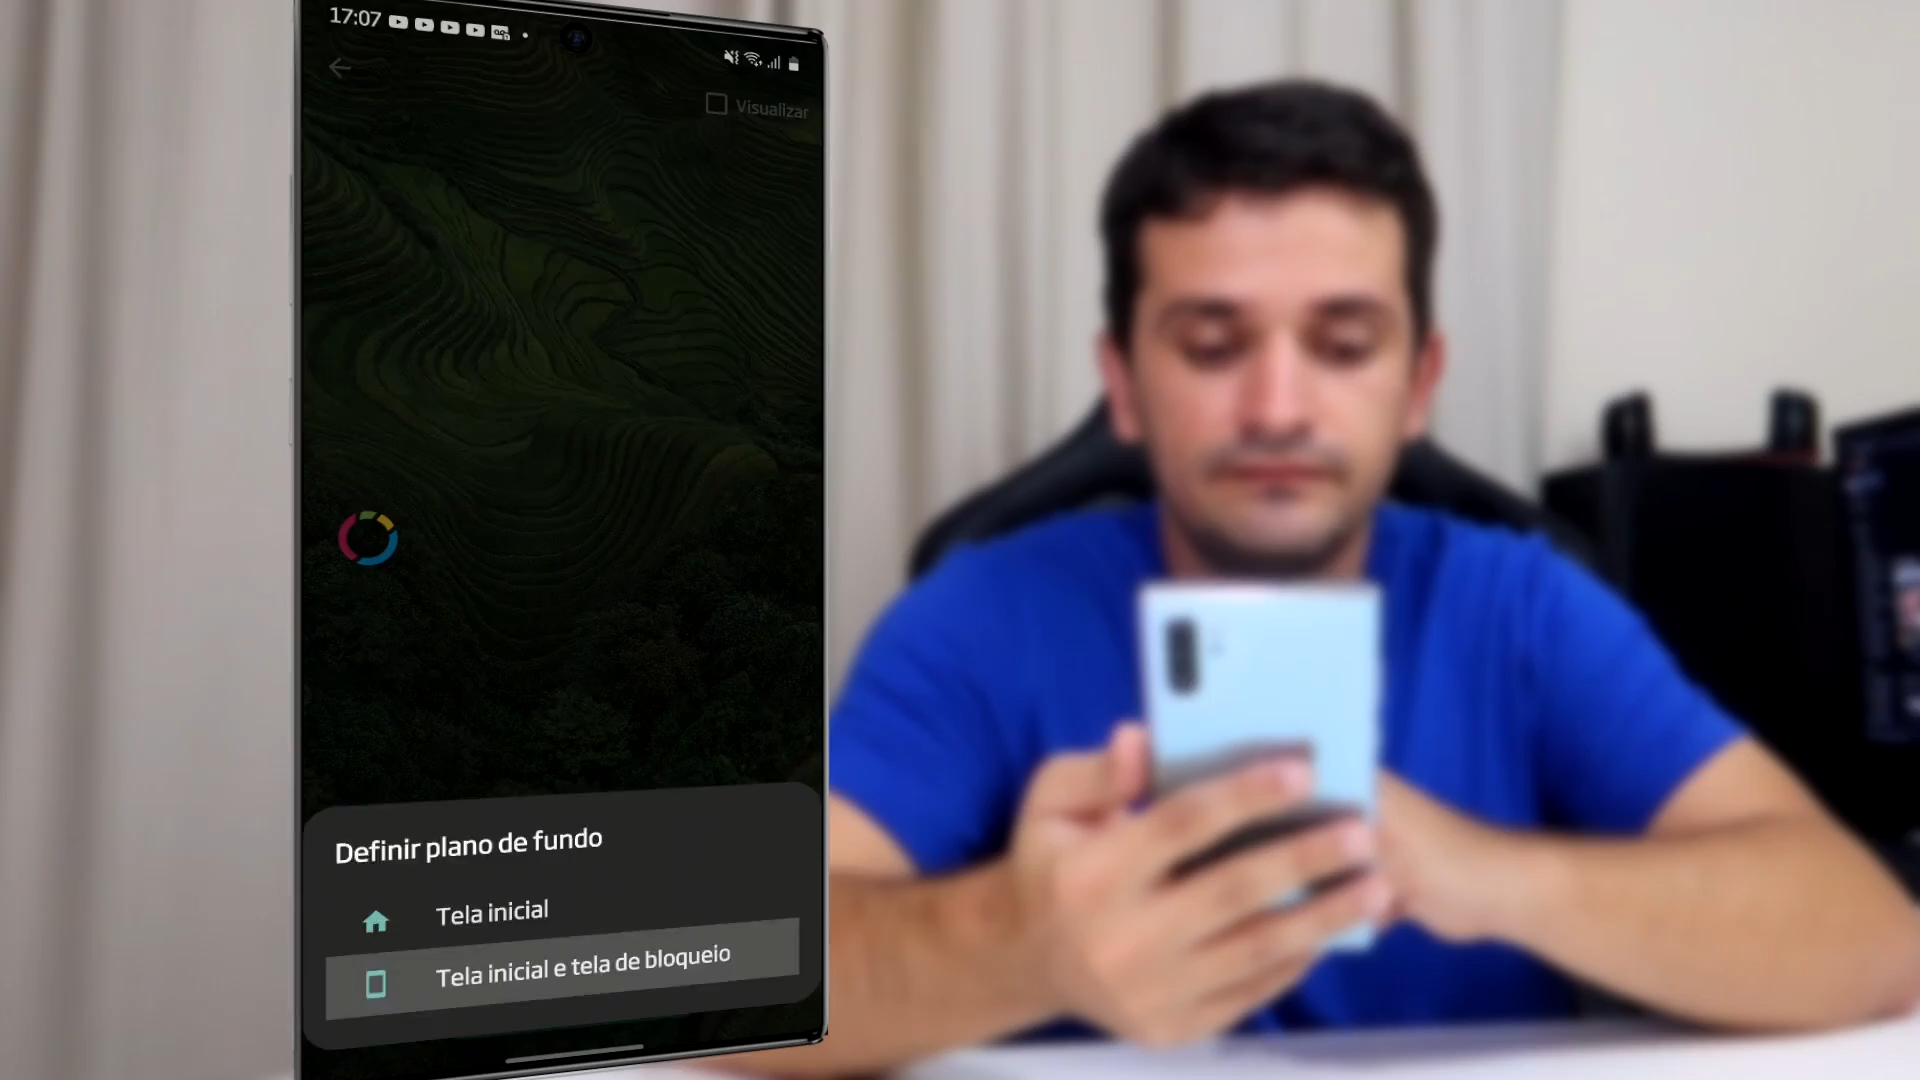 17:07
Visualizar
Definir plano de fundo
Tela inicial
Tela inicial e tela de bloqueio